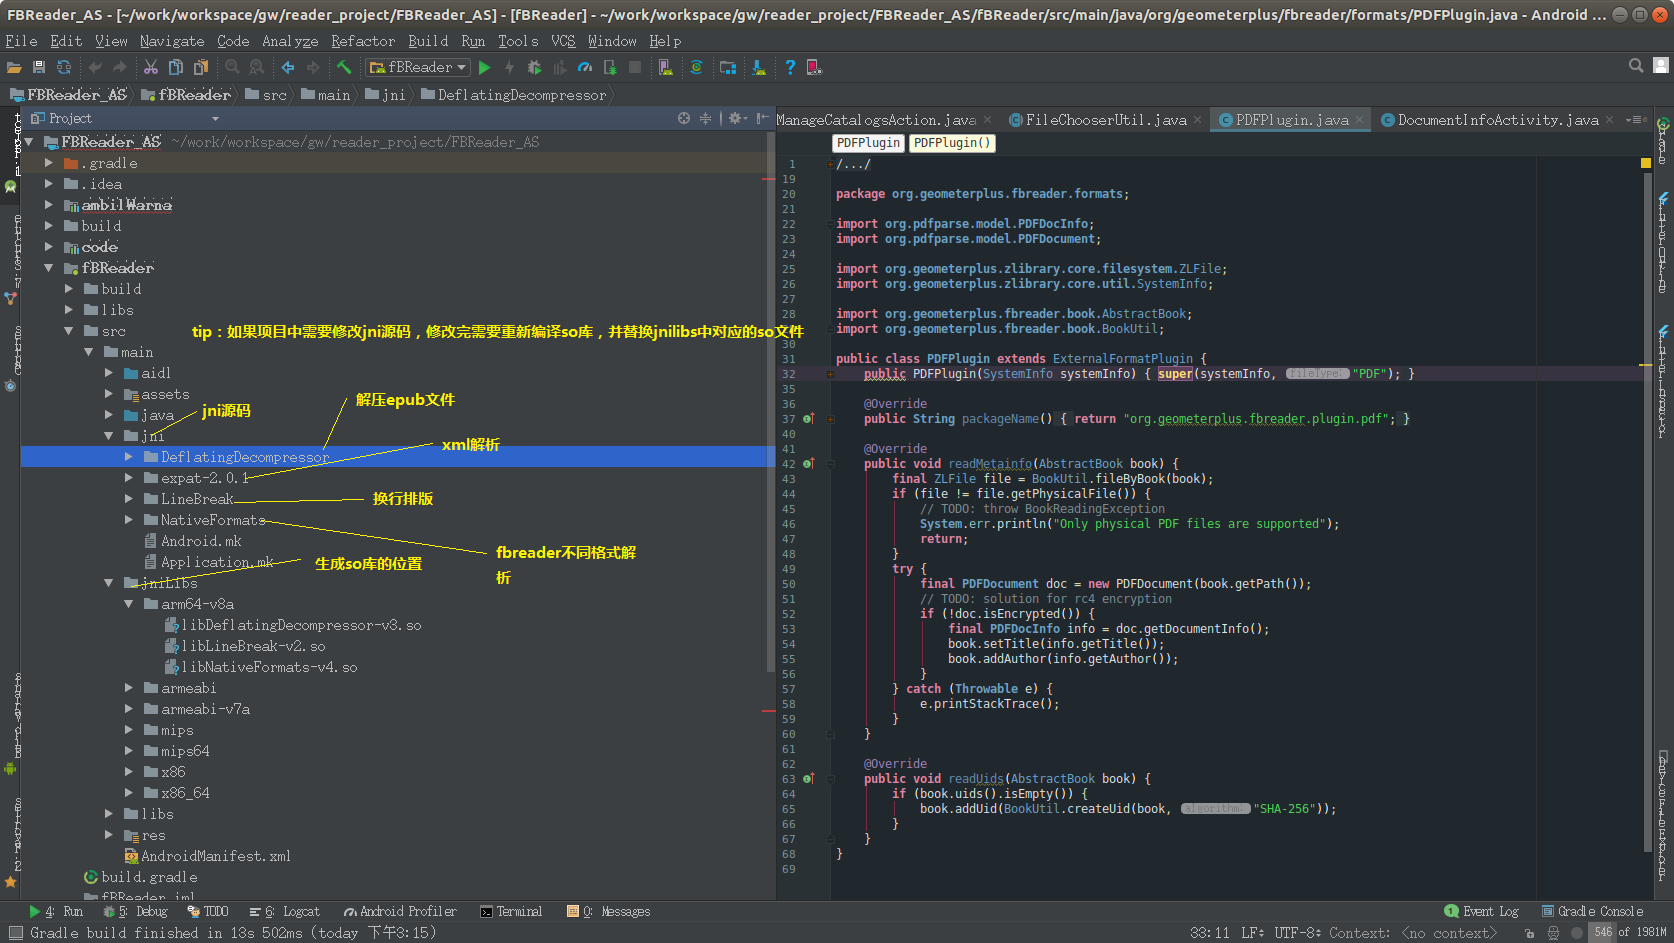 FBReader_AS - [~/work/workspace/gw/reader_project/FBReader_AS] - [fBReader] - ~/work/workspace/gw/reader_project/FBReader_AS/fBReader/src/main/java/org/geometerplus/fbreader/formats/PDFPlugin.java - Android ...
File Edit View Navigate Code Analyze Refactor Build Run Tools VCS Window Help
fBReader
FBReader_AS fBReader src main jni DeflatingDecompressor
Project
FBReader_AS ~/work/workspace/gw/reader_project/FBReader_AS
.gradle
.idea
ambilWarna
build
code
fBReader
build
libs
src
tip：如果项目中需要修改jni源码，修改完需要重新编译so库，并替换jnilibs中对应的so文件
main
aidl
assets
java
jni源码
解压epub文件
jni
xml解析
DeflatingDecompressor
expat-2.0.1
LineBreak
换行排版
NativeFormats
Android.mk
fbreader不同格式解
析
Application.mk
生成so库的位置
jniLibs
arm64-v8a
libDeflatingDecompressor-v3.so
libLineBreak-v2.so
libNativeFormats-v4.so
armeabi
armeabi-v7a
mips
mips64
x86
x86_64
libs
res
AndroidManifest.xml
build.gradle
fBReader.iml
ManageCatalogsAction.java FileChooserUtil.java PDFPlugin.java DocumentInfoActivity.java
PDFPlugin PDFPlugin()
1 /.../
19
20 package org.geometerplus.fbreader.formats;
21
22 import org.pdfparse.model.PDFDocInfo;
23 import org.pdfparse.model.PDFDocument;
24
25 import org.geometerplus.zlibrary.core.filesystem.ZLFile;
26 import org.geometerplus.zlibrary.core.util.SystemInfo;
27
28 import org.geometerplus.fbreader.book.AbstractBook;
29 import org.geometerplus.fbreader.book.BookUtil;
30
31 public class PDFPlugin extends ExternalFormatPlugin {
32 public PDFPlugin(SystemInfo systemInfo) { super(systemInfo, fileType: "PDF"); }
35
36 @Override
37 public String packageName() { return "org.geometerplus.fbreader.plugin.pdf"; }
40
41 @Override
42 public void readMetainfo(AbstractBook book) {
43 final ZLFile file = BookUtil.fileByBook(book);
44 if (file != file.getPhysicalFile()) {
45 // TODO: throw BookReadingException
46 System.err.println("Only physical PDF files are supported");
47 return;
48 }
49 try {
50 final PDFDocument doc = new PDFDocument(book.getPath());
51 // TODO: solution for rc4 encryption
52 if (!doc.isEncrypted()) {
53 final PDFDocInfo info = doc.getDocumentInfo();
54 book.setTitle(info.getTitle());
55 book.addAuthor(info.getAuthor());
56 }
57 } catch (Throwable e) {
58 e.printStackTrace();
59 }
60 }
61
62 @Override
63 public void readUids(AbstractBook book) {
64 if (book.uids().isEmpty()) {
65 book.addUid(BookUtil.createUid(book, algorithm: "SHA-256"));
66 }
67 }
68 }
69
4: Run 5: Debug TODO 6: Logcat Android Profiler Terminal 0: Messages 1 Event Log Gradle Console
Gradle build finished in 13s 502ms (today 下午3:15) 33:11 LF÷ UTF-8÷ Context: <no context> 546 of 1981M